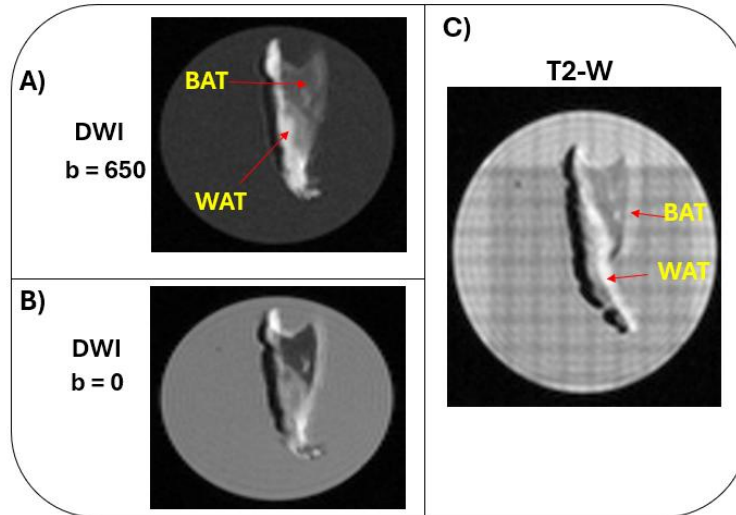 A)
DWI
b = 650
BAT
WAT
B)
DWI
b = 0
C)
T2-W
BAT
WAT